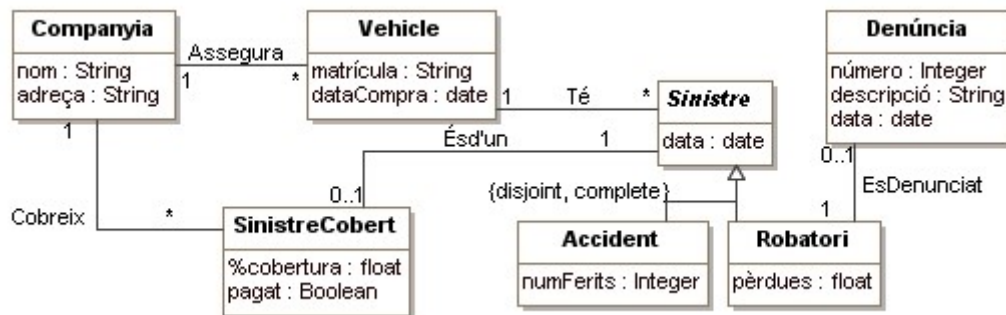 Companyia
nom : String
adreça : String
Assegura
1
*
Vehicle
matrícula : String
dataCompra : date
1
Té
*
Sinistre
data : date
Denúncia
número : Integer
descripció : String
data : date
1
Cobreix
*
Ésd'un
1
0..1
SinistreCobert
%cobertura : float
pagat : Boolean
{disjoint, complete}
Accident
numFerits : Integer
0..1
EsDenunciat
1
Robatori
pèrdues : float